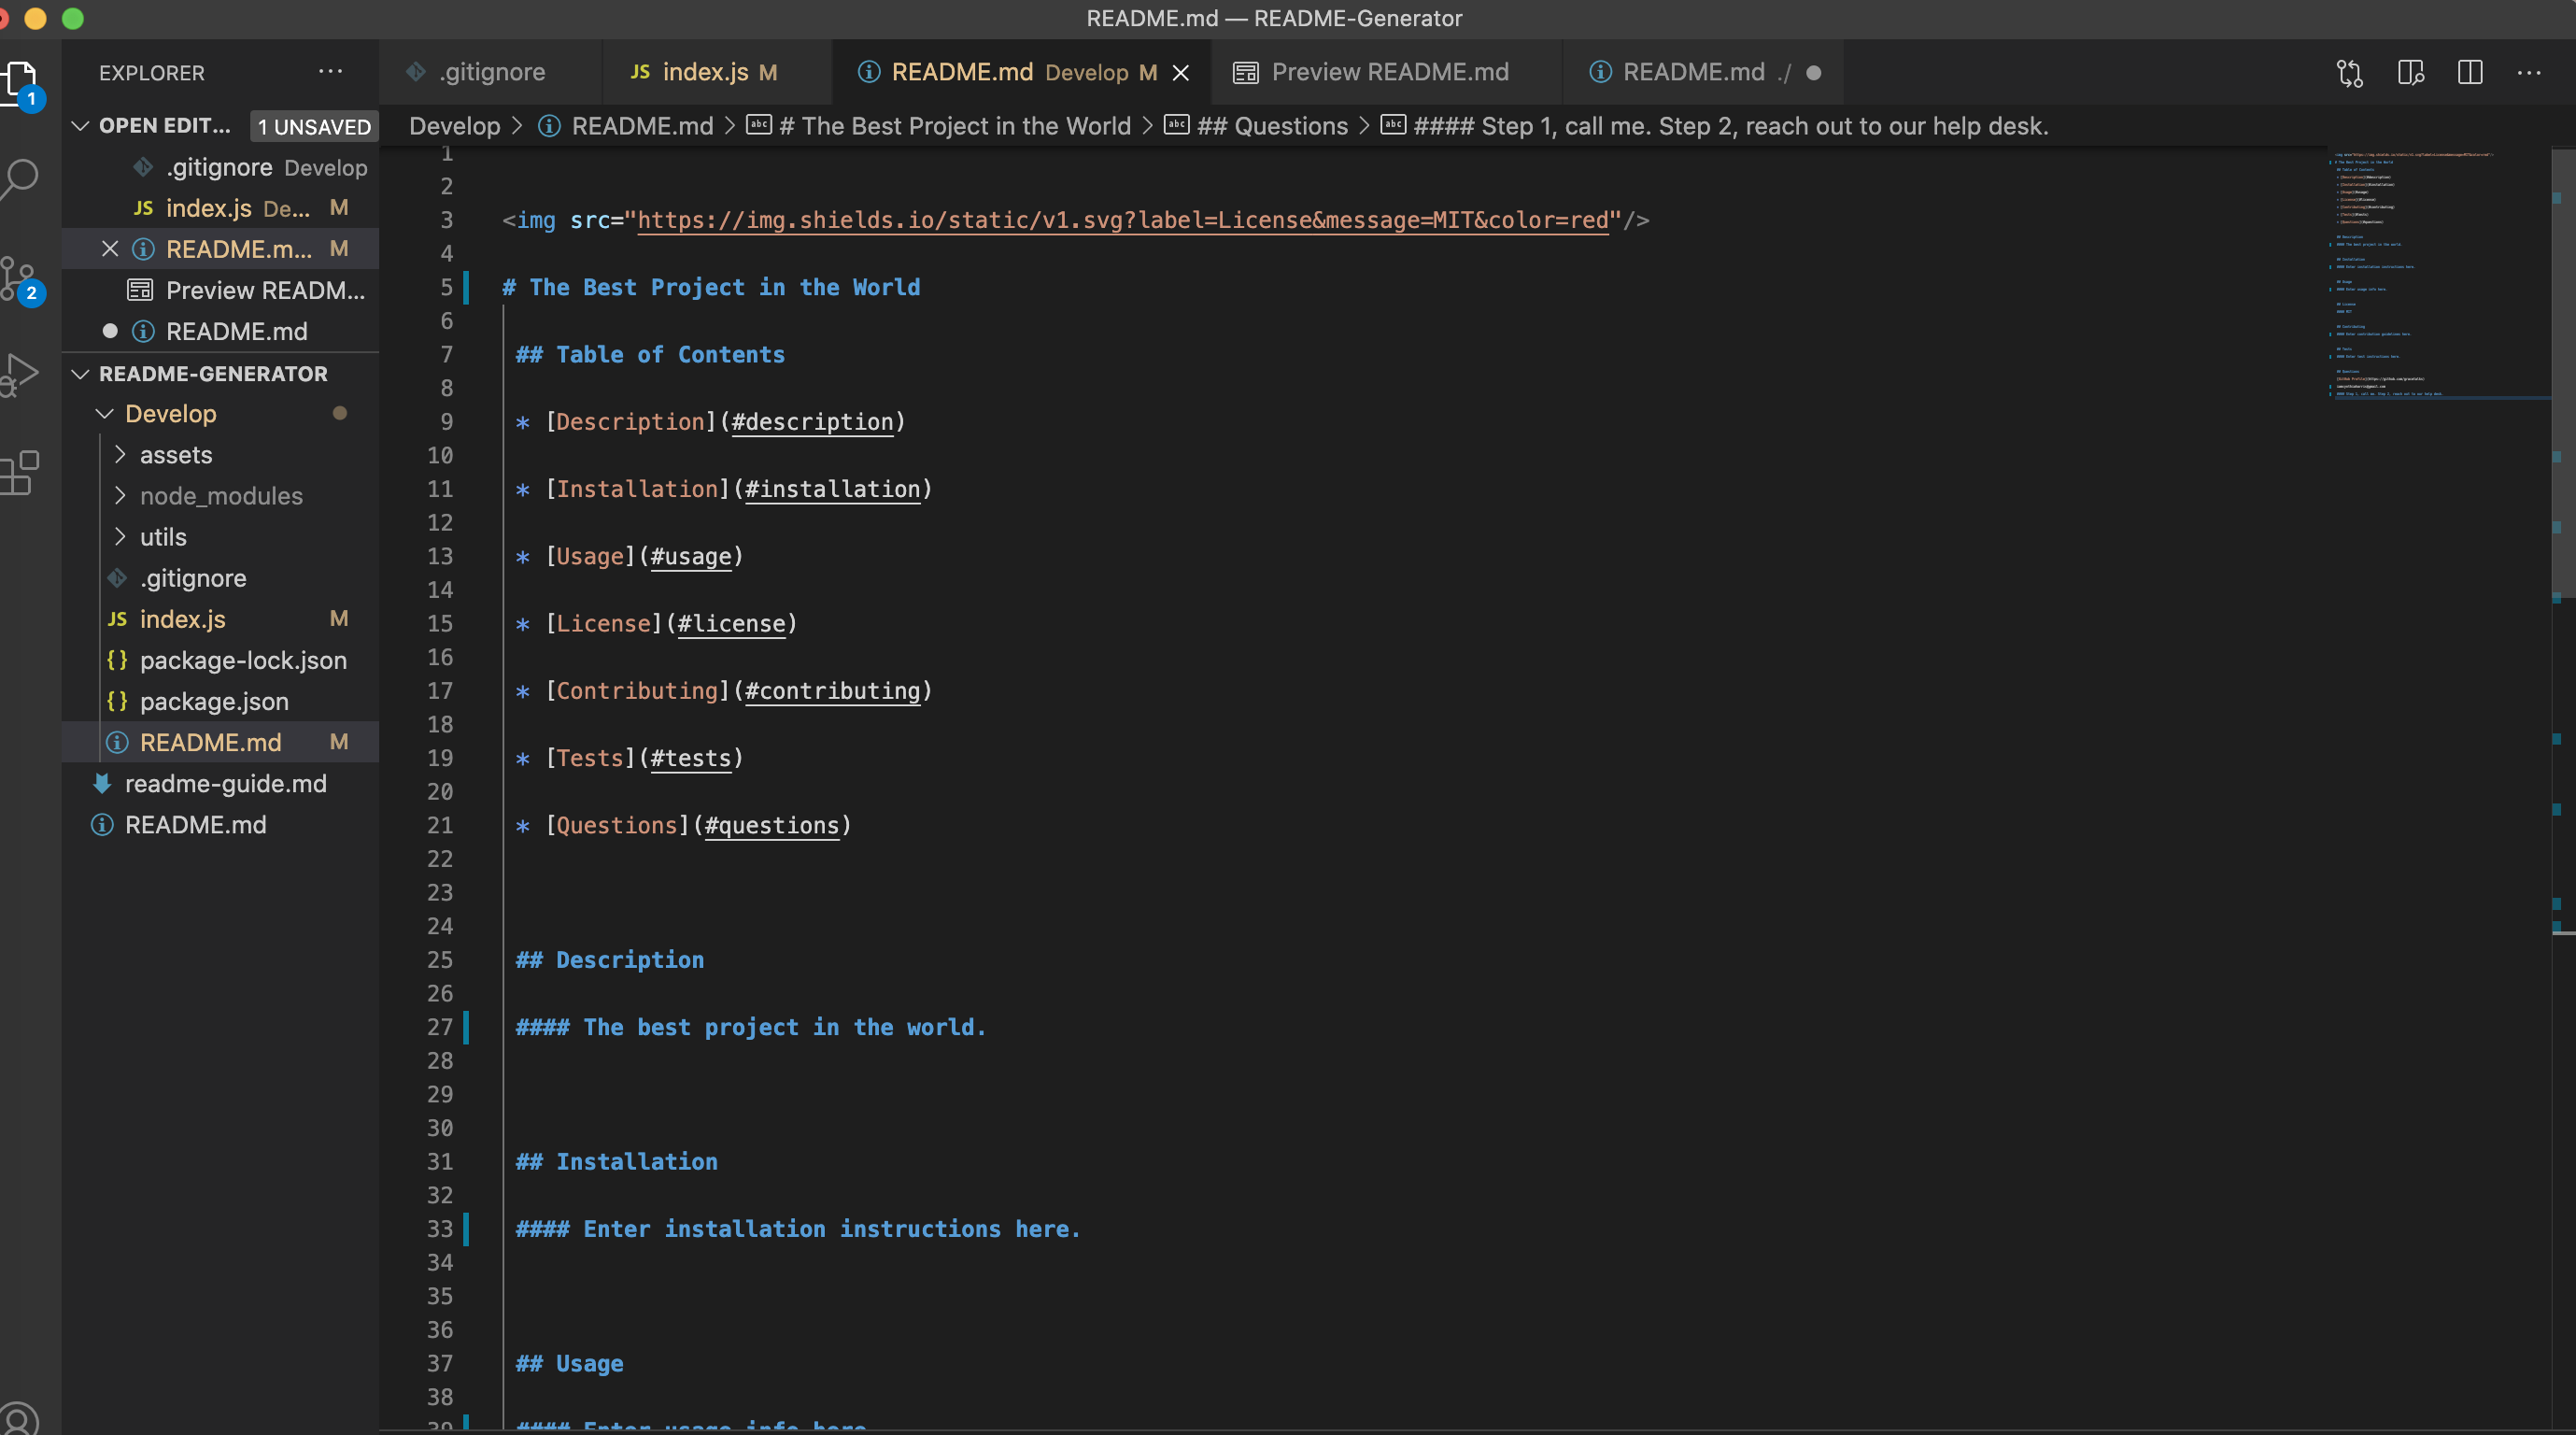 README.md — README-Generator
EXPLORER
.gitignore
JS index.js M
README.md Develop M
Preview README.md
README.md ./
1
OPEN EDIT... 1 UNSAVED
Develop > README.md > # The Best Project in the World > ## Questions > #### Step 1, call me. Step 2, reach out to our help desk.
.gitignore Develop
JS index.js De... M
README.m... M
Preview READM...
README.md
2
README-GENERATOR
Develop
assets
node_modules
utils
.gitignore
JS index.js M
{} package-lock.json
{} package.json
README.md M
readme-guide.md
README.md
1
2
3 <img src="https://img.shields.io/static/v1.svg?label=License&message=MIT&color=red"/>
4
5 # The Best Project in the World
6
7 ## Table of Contents
8
9 * [Description](#description)
10
11 * [Installation](#installation)
12
13 * [Usage](#usage)
14
15 * [License](#license)
16
17 * [Contributing](#contributing)
18
19 * [Tests](#tests)
20
21 * [Questions](#questions)
22
23
24
25 ## Description
26
27 #### The best project in the world.
28
29
30
31 ## Installation
32
33 #### Enter installation instructions here.
34
35
36
37 ## Usage
38
39 #### Enter usage info here.